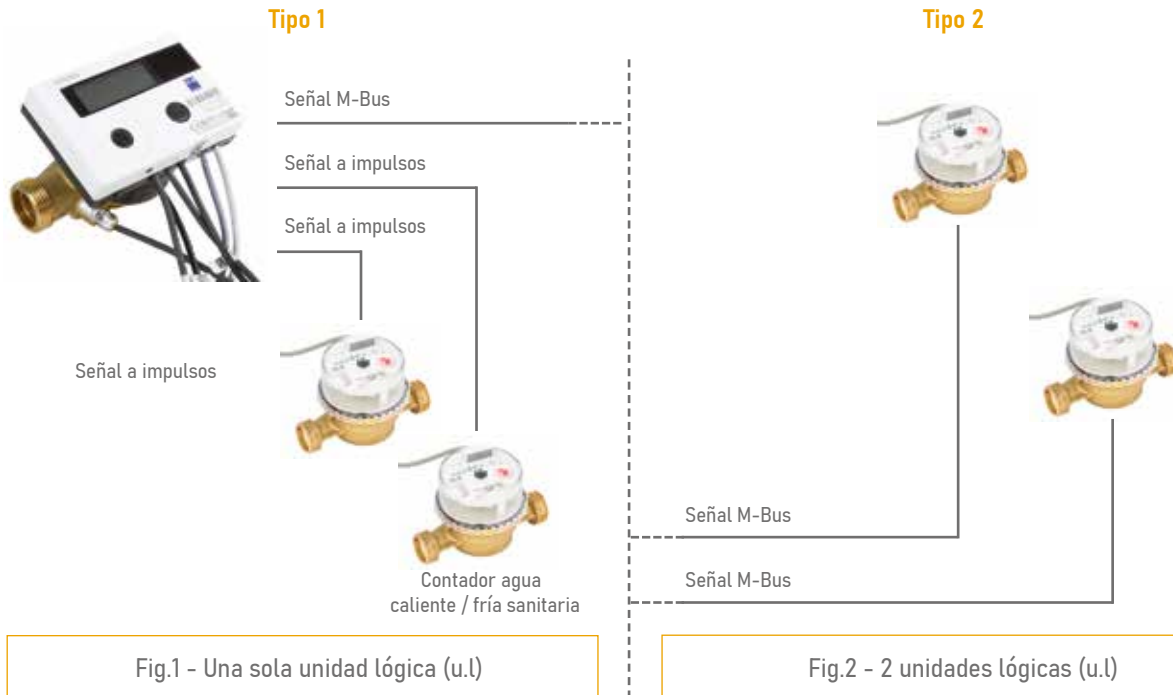 Tipo 1
Señal M-Bus
Señal a impulsos
Señal a impulsos
Señal a impulsos
Contador agua
caliente / fría sanitaria
Fig.1 - Una sola unidad lógica (u.l)
Tipo 2
Señal M-Bus
Señal M-Bus
Fig.2 - 2 unidades lógicas (u.l)